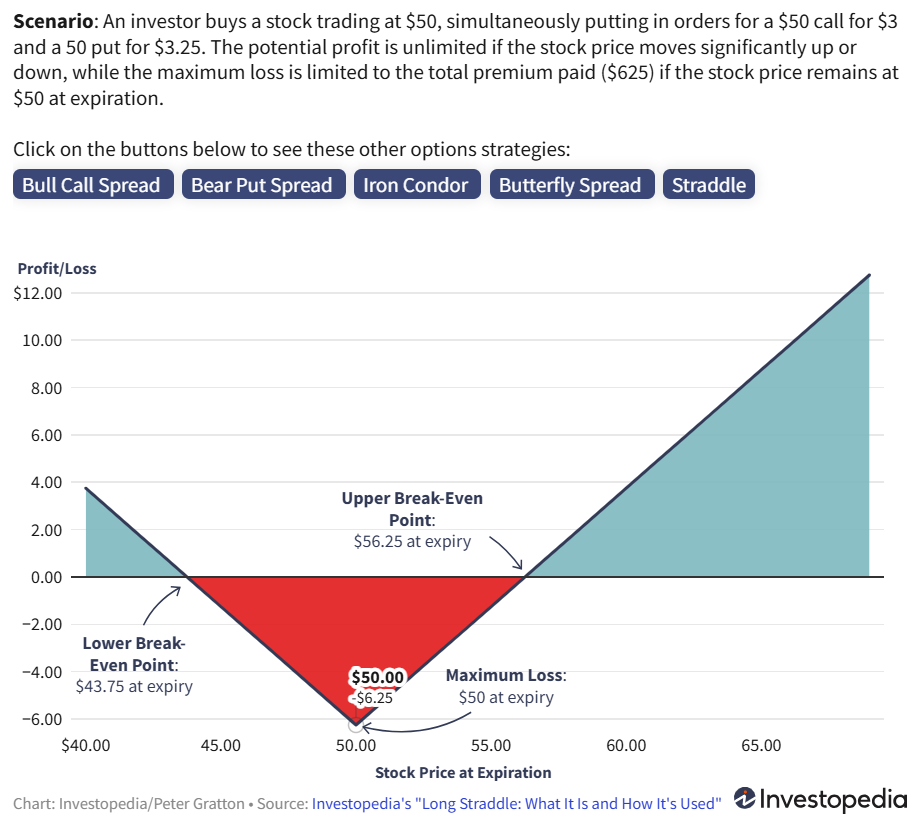 Scenario: An investor buys a stock trading at $50, simultaneously putting in orders for a $50 call for $3
and a 50 put for $3.25. The potential profit is unlimited if the stock price moves significantly up or
down, while the maximum loss is limited to the total premium paid ($625) if the stock price remains at
$50 at expiration.
Click on the buttons below to see these other options strategies:
Bull Call Spread Bear Put Spread Iron Condor Butterfly Spread Straddle
Profit/Loss
$12.00
10.00
8.00
6.00
4.00
2.00
0.00
−2.00
−4.00
−6.00
Upper Break-Even
Point:
$56.25 at expiry
Lower Break-
Even Point:
$43.75 at expiry
$50.00
-$6.25
Maximum Loss:
$50 at expiry
$40.00 45.00 50.00 55.00 60.00 65.00
Stock Price at Expiration
Chart: Investopedia/Peter Gratton • Source: Investopedia's "Long Straddle: What It Is and How It's Used"
Investopedia